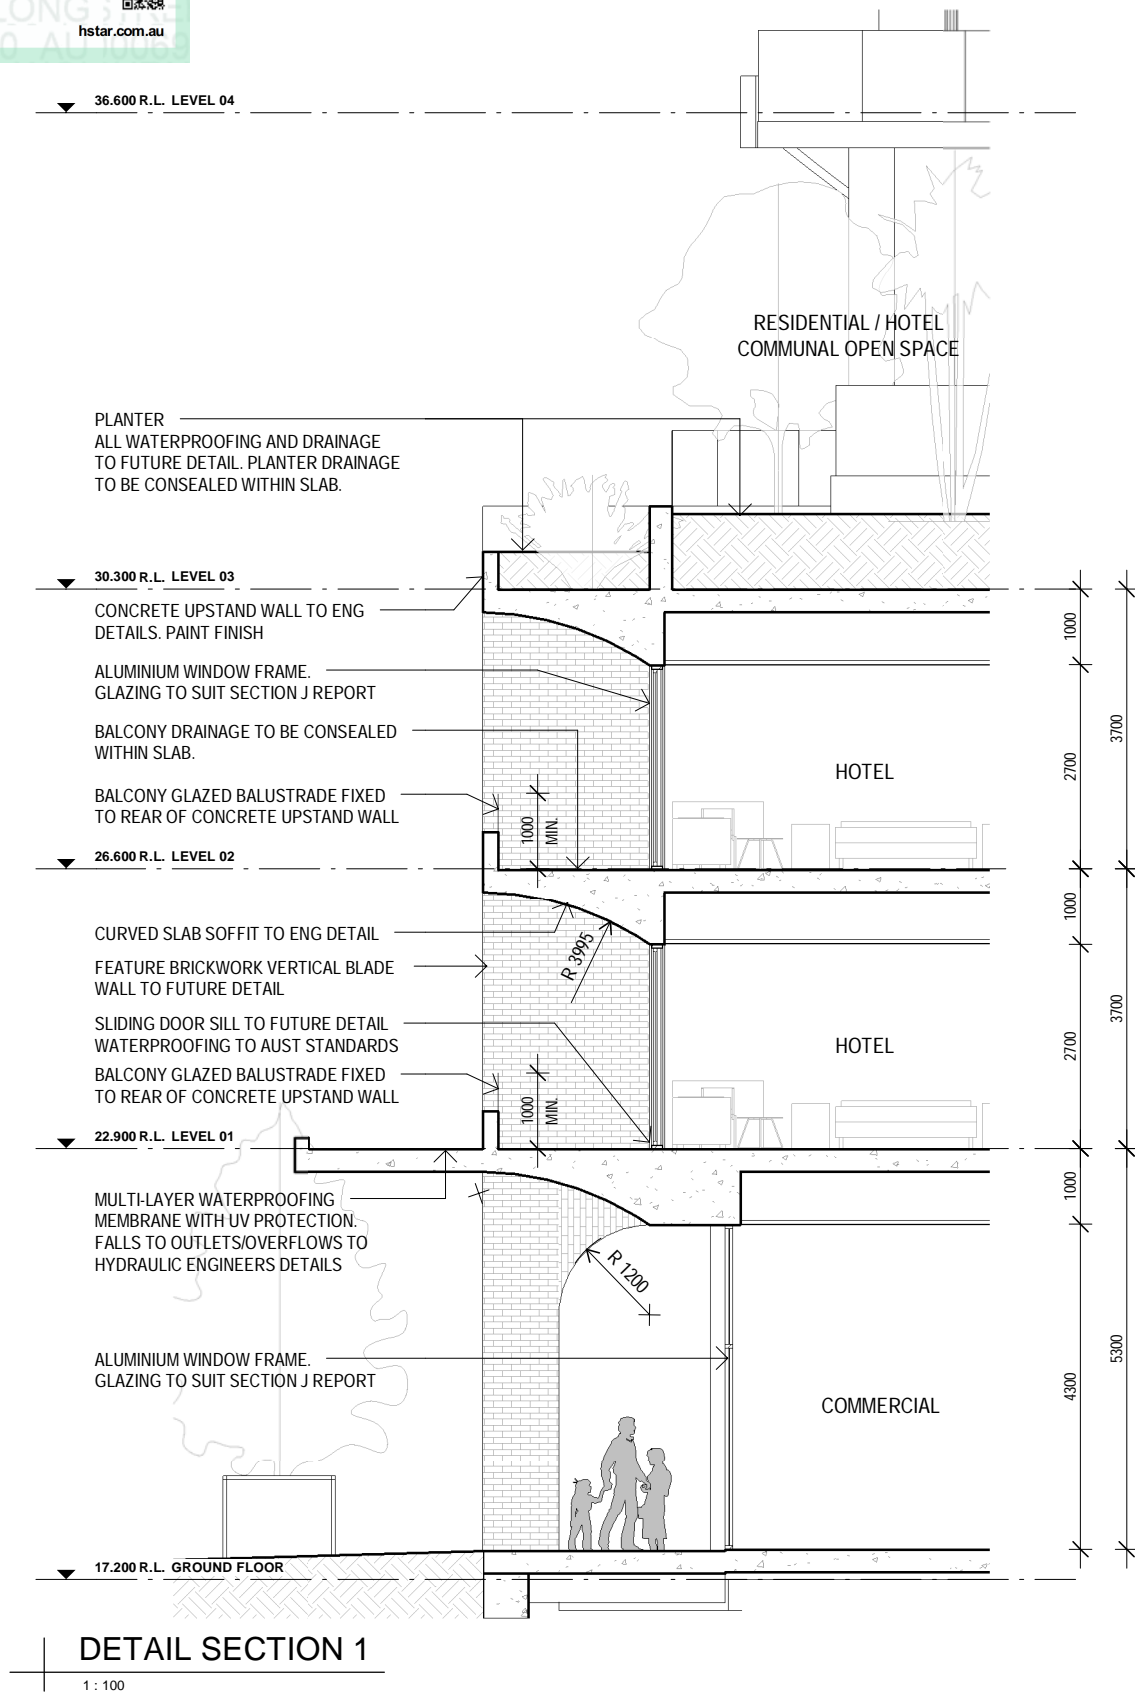 LONG STREE
0 AU 10069
hstar.com.au
36.600 R.L. LEVEL 04
RESIDENTIAL / HOTEL
COMMUNAL OPEN SPACE
PLANTER
ALL WATERPROOFING AND DRAINAGE
TO FUTURE DETAIL. PLANTER DRAINAGE
TO BE CONSEALED WITHIN SLAB.
30.300 R.L. LEVEL 03
CONCRETE UPSTAND WALL TO ENG
DETAILS. PAINT FINISH
1000
ALUMINIUM WINDOW FRAME.
GLAZING TO SUIT SECTION J REPORT
BALCONY DRAINAGE TO BE CONSEALED
WITHIN SLAB.
3700
2700
HOTEL
BALCONY GLAZED BALUSTRADE FIXED
TO REAR OF CONCRETE UPSTAND WALL
1000
MIN.
26.600 R.L. LEVEL 02
1000
CURVED SLAB SOFFIT TO ENG DETAIL
R 3995
FEATURE BRICKWORK VERTICAL BLADE
WALL TO FUTURE DETAIL
3700
SLIDING DOOR SILL TO FUTURE DETAIL
WATERPROOFING TO AUST STANDARDS
HOTEL
2700
BALCONY GLAZED BALUSTRADE FIXED
TO REAR OF CONCRETE UPSTAND WALL
1000
MIN.
22.900 R.L. LEVEL 01
1000
MULTI-LAYER WATERPROOFING
MEMBRANE WITH UV PROTECTION.
FALLS TO OUTLETS/OVERFLOWS TO
HYDRAULIC ENGINEERS DETAILS
R 1200
ALUMINIUM WINDOW FRAME.
GLAZING TO SUIT SECTION J REPORT
5300
4300
COMMERCIAL
17.200 R.L. GROUND FLOOR
DETAIL SECTION 1
1 : 100